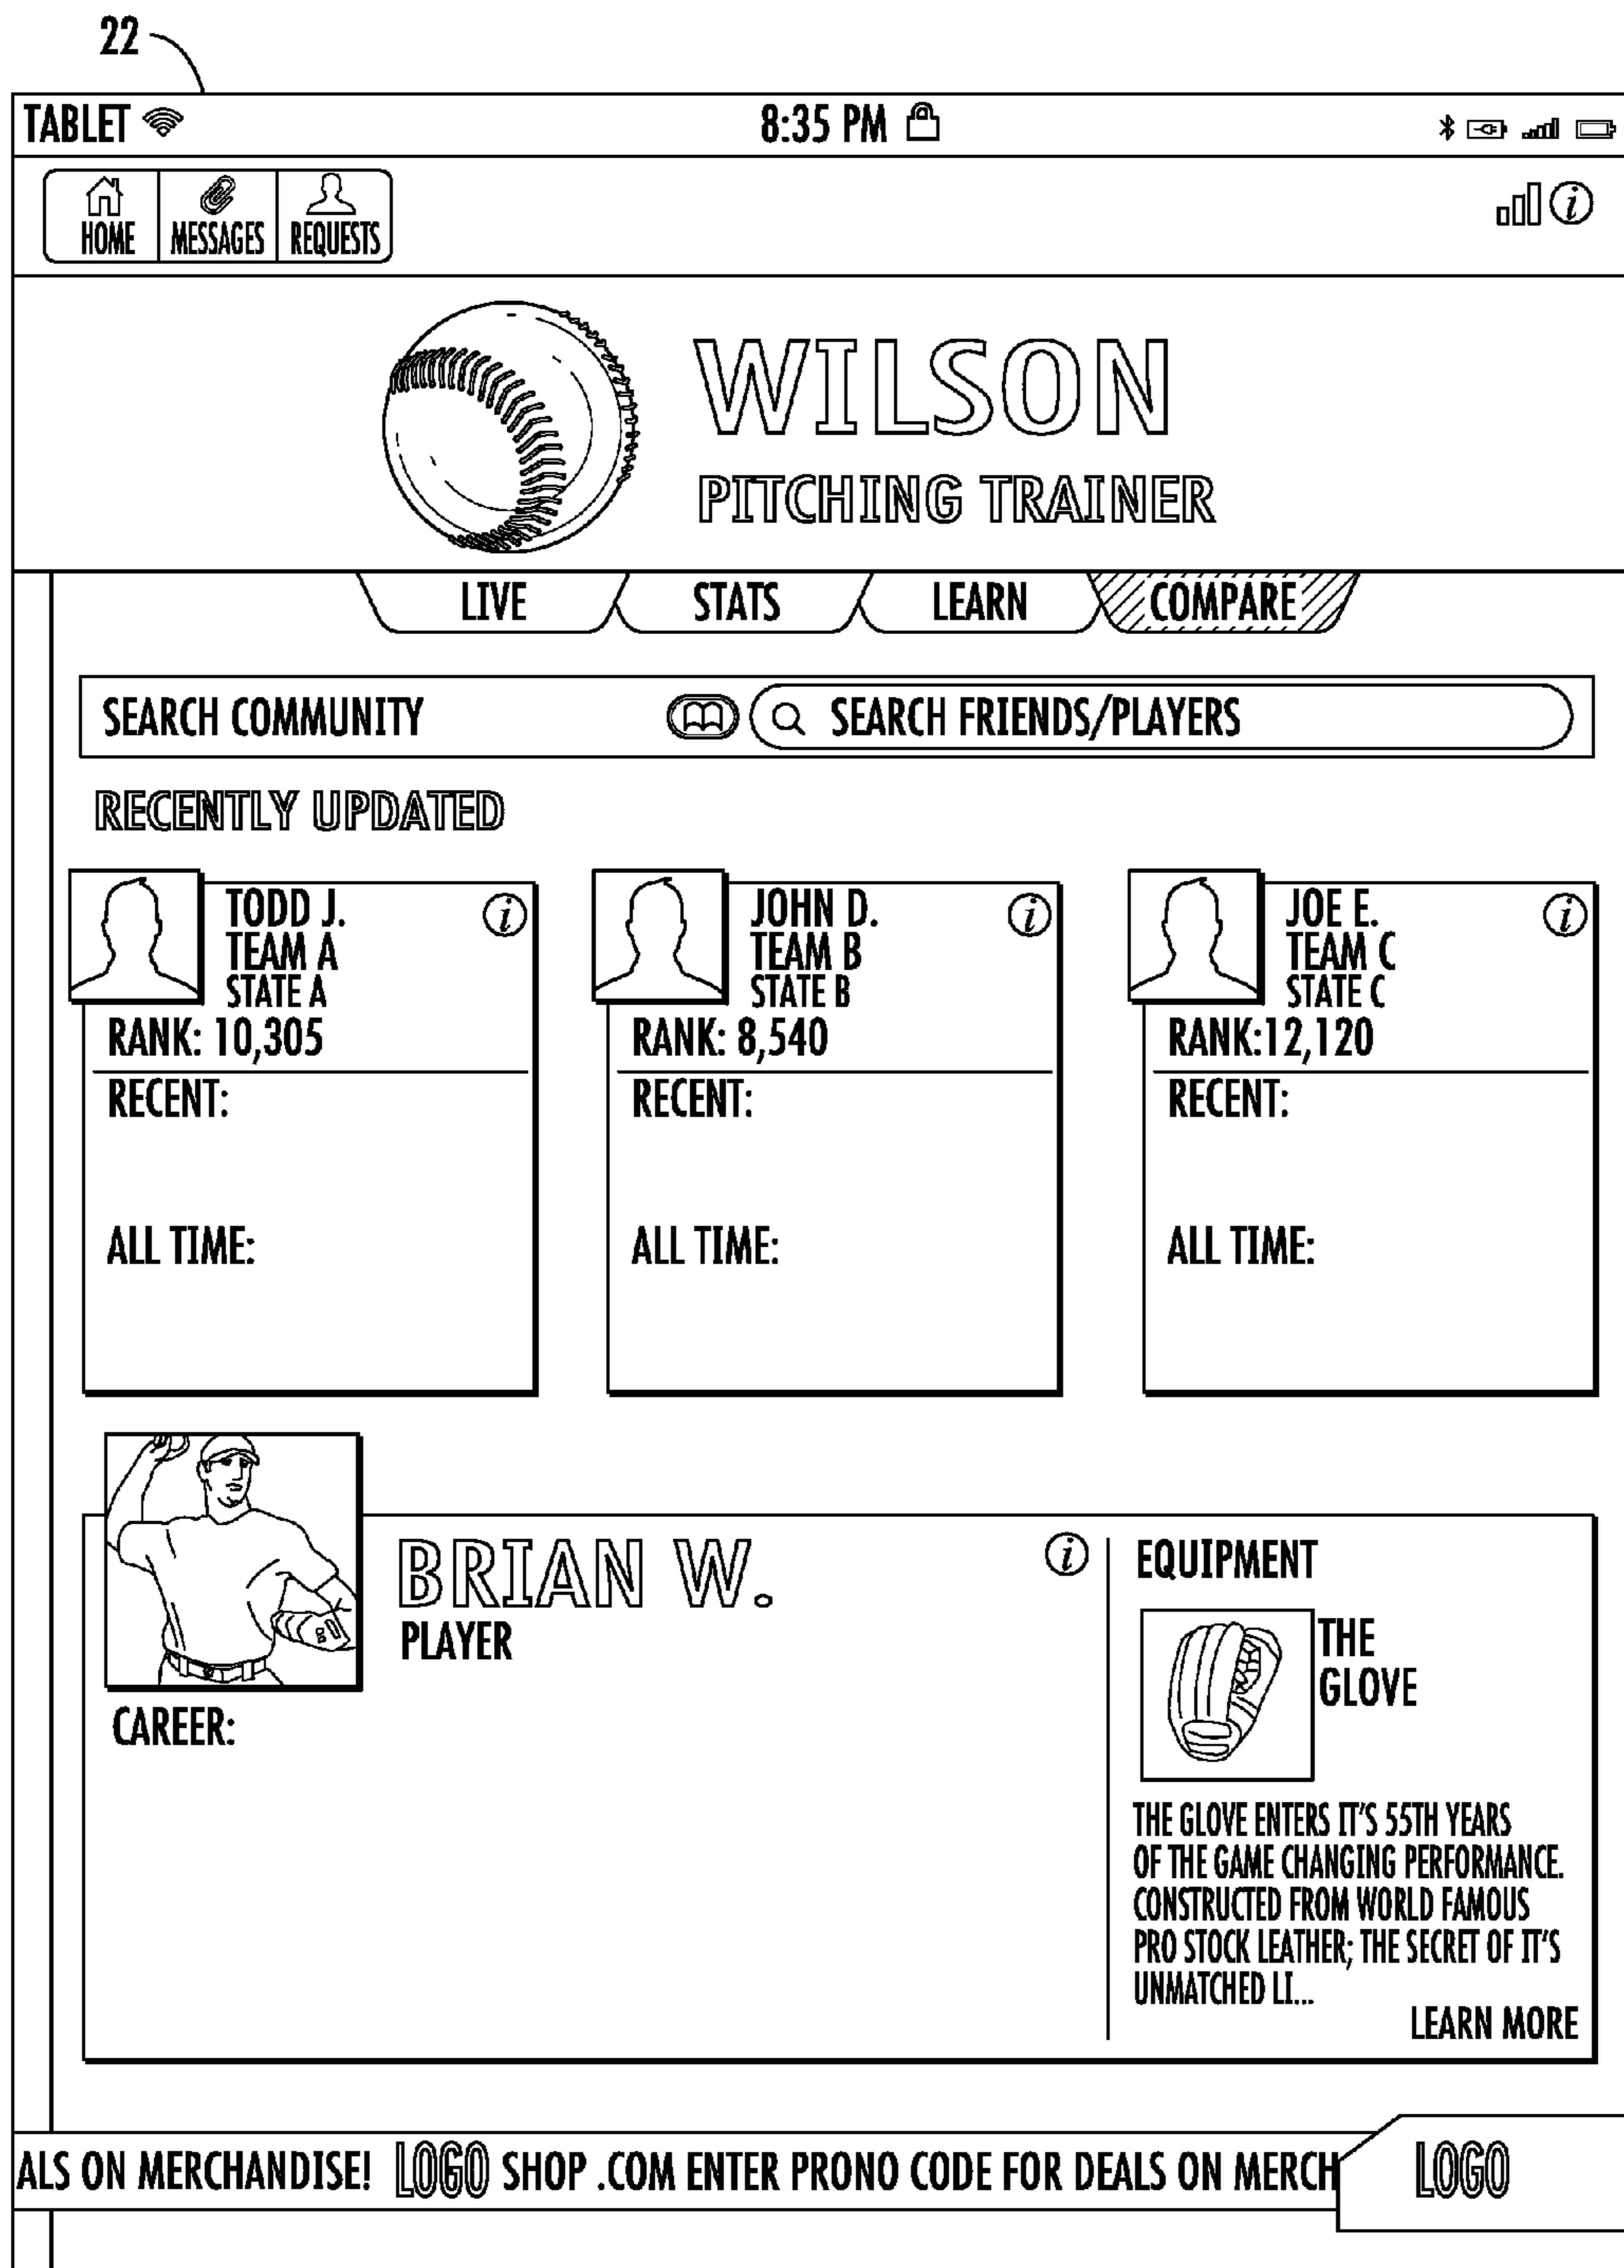 22
TABLET 8:35 PM
HOME MESSAGES REQUESTS
i
WILSON
PITCHING TRAINER
LIVE STATS LEARN COMPARE
SEARCH COMMUNITY SEARCH FRIENDS/PLAYERS
RECENTLY UPDATED
TODD J. i
TEAM A
STATE A
RANK: 10,305
RECENT:
ALL TIME:
JOHN D. i
TEAM B
STATE B
RANK: 8,540
RECENT:
ALL TIME:
JOE E. i
TEAM C
STATE C
RANK:12,120
RECENT:
ALL TIME:
BRIAN W. i
PLAYER
CAREER:
EQUIPMENT
THE
GLOVE
THE GLOVE ENTERS IT'S 55TH YEARS
OF THE GAME CHANGING PERFORMANCE.
CONSTRUCTED FROM WORLD FAMOUS
PRO STOCK LEATHER; THE SECRET OF IT'S
UNMATCHED LI...
LEARN MORE
ALS ON MERCHANDISE! LOGO SHOP .COM ENTER PRONO CODE FOR DEALS ON MERCH LOGO